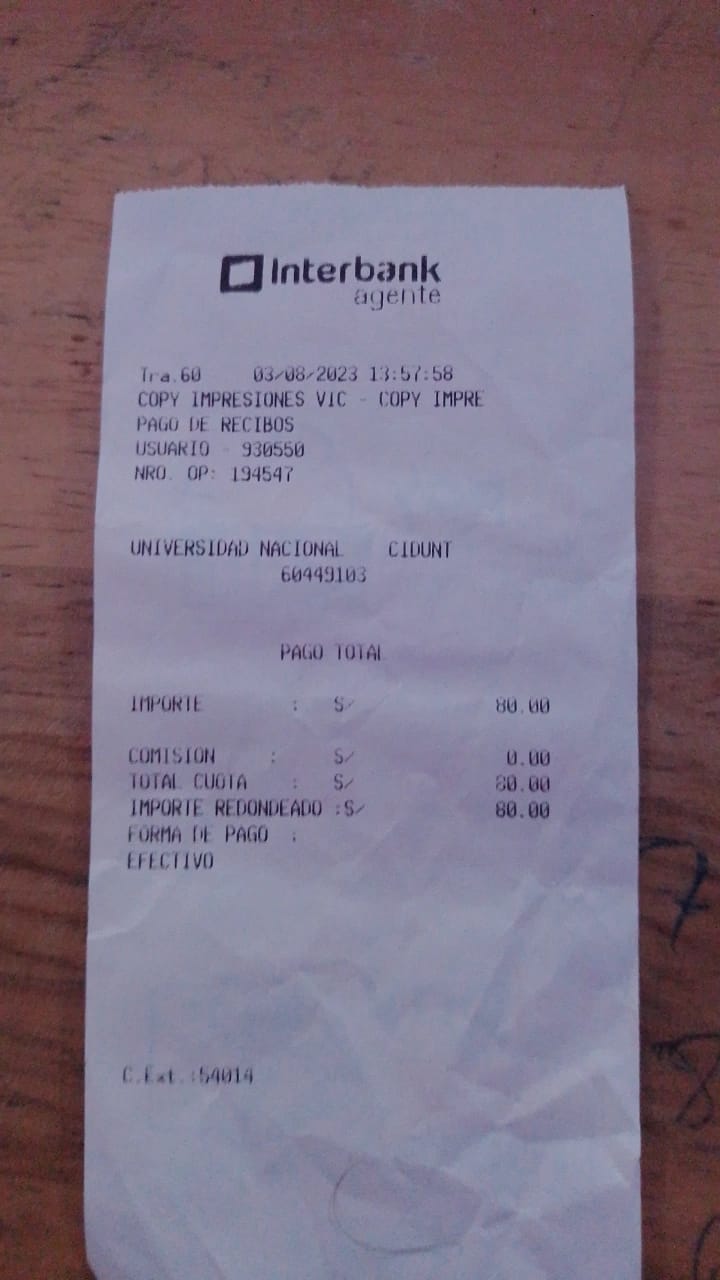 Interbank
agente
Tra.60 03/08/2023 13:57:58
COPY IMPRESIONES VIC - COPY IMPRE
PAGO DE RECIBOS
USUARIO - 930550
NRO. OP: 194547
UNIVERSIDAD NACIONAL CIDUNT
60449103
PAGO TOTAL
IMPORTE : S/ 80.00
COMISION : S/ 0.00
TOTAL CUOTA : S/ 80.00
IMPORTE REDONDEADO :S/ 80.00
FORMA DE PAGO :
EFECTIVO
C.Ext.:54014
7
8